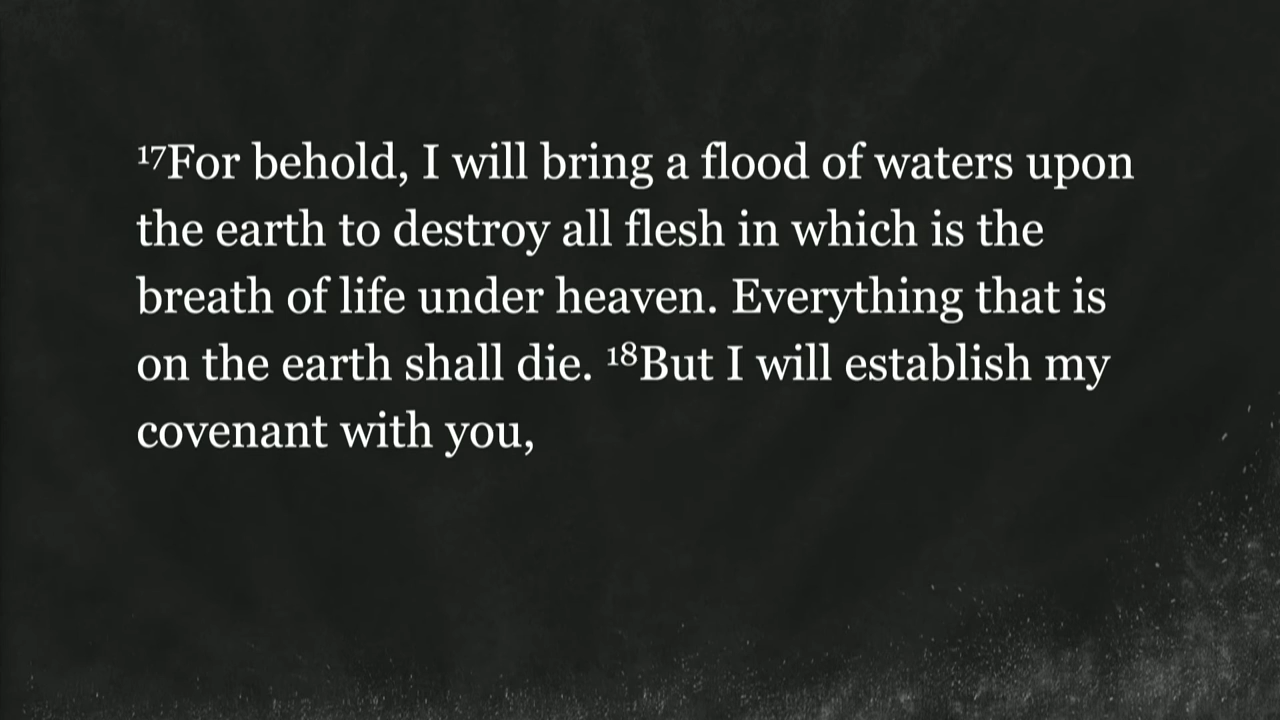 ¹⁷For behold, I will bring a flood of waters upon
the earth to destroy all flesh in which is the
breath of life under heaven. Everything that is
on the earth shall die. ¹⁸But I will establish my
covenant with you,